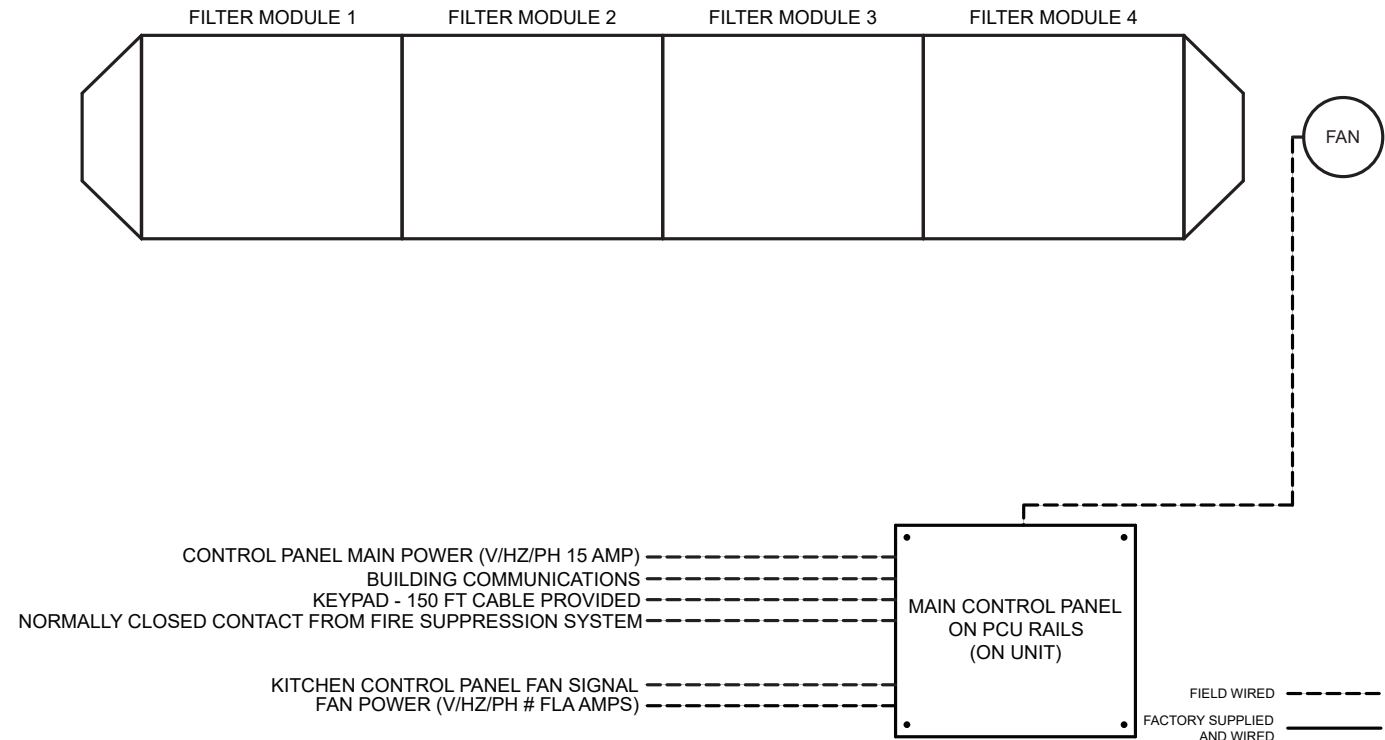 FILTER MODULE 1
FILTER MODULE 2
FILTER MODULE 3
FILTER MODULE 4
FAN
CONTROL PANEL MAIN POWER (V/HZ/PH 15 AMP)
BUILDING COMMUNICATIONS
KEYPAD - 150 FT CABLE PROVIDED
NORMALLY CLOSED CONTACT FROM FIRE SUPPRESSION SYSTEM
KITCHEN CONTROL PANEL FAN SIGNAL
FAN POWER (V/HZ/PH # FLA AMPS)
MAIN CONTROL PANEL
ON PCU RAILS
(ON UNIT)
FIELD WIRED
FACTORY SUPPLIED
AND WIRED